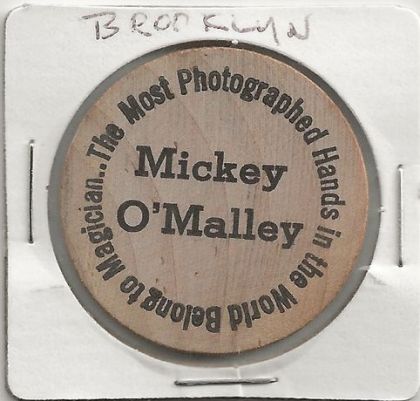 BROOKLYN
The Most Photographed Hands in the World Belong to Magician..
Mickey
O'Malley